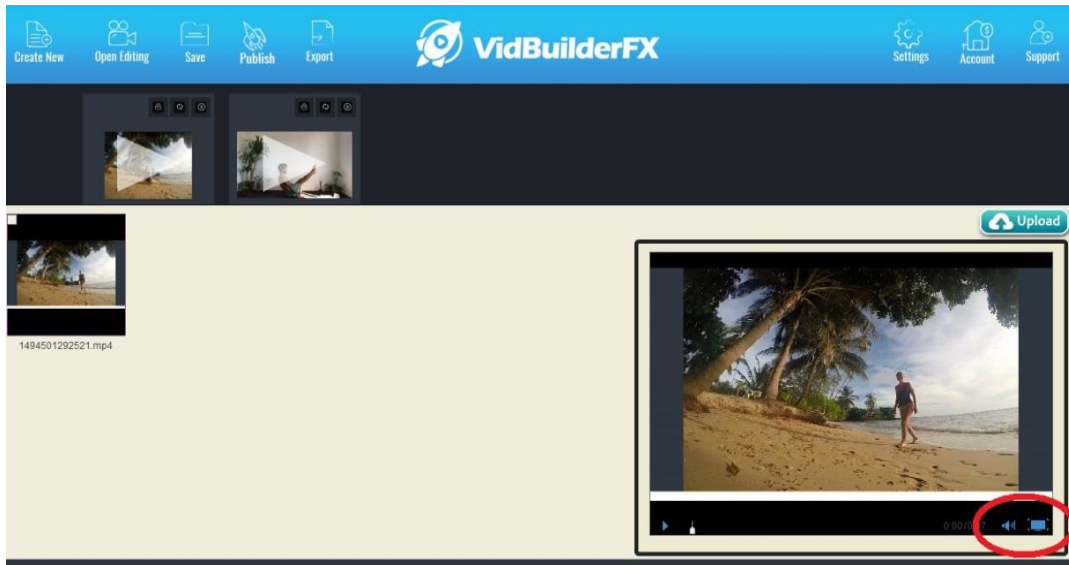 Create New
Open Editing
Save
Publish
Export
VidBuilderFX
Settings
Account
Support
Upload
1494501292521.mp4